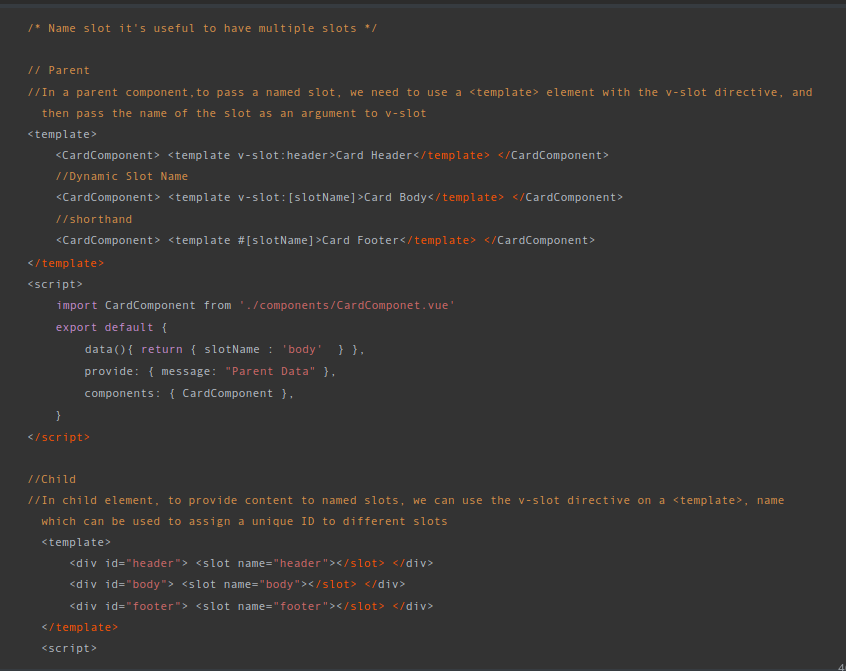 /* Name slot it's useful to have multiple slots */
// Parent
//In a parent component,to pass a named slot, we need to use a <template> element with the v-slot directive, and
then pass the name of the slot as an argument to v-slot
<template>
<CardComponent> <template v-slot:header>Card Header</template> </CardComponent>
//Dynamic Slot Name
<CardComponent> <template v-slot:[slotName]>Card Body</template> </CardComponent>
//shorthand
<CardComponent> <template #[slotName]>Card Footer</template> </CardComponent>
</template>
<script>
import CardComponent from './components/CardComponet.vue'
export default {
data(){ return { slotName : 'body'  } },
provide: { message: "Parent Data" },
components: { CardComponent },
}
</script>
//Child
//In child element, to provide content to named slots, we can use the v-slot directive on a <template>, name
which can be used to assign a unique ID to different slots
<template>
<div id="header"> <slot name="header"></slot> </div>
<div id="body"> <slot name="body"></slot> </div>
<div id="footer"> <slot name="footer"></slot> </div>
</template>
<script>